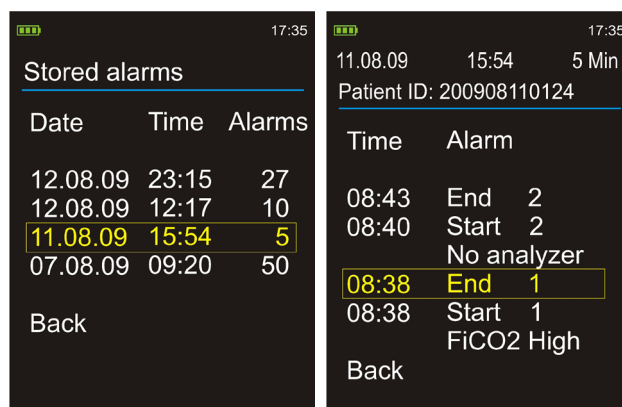 17:35
Stored alarms
Date Time Alarms
12.08.09 23:15 27
12.08.09 12:17 10
11.08.09 15:54 5
07.08.09 09:20 50
Back
17:35
11.08.09 15:54 5 Min
Patient ID: 200908110124
Time Alarm
08:43 End 2
08:40 Start 2
No analyzer
08:38 End 1
08:38 Start 1
FiCO2 High
Back